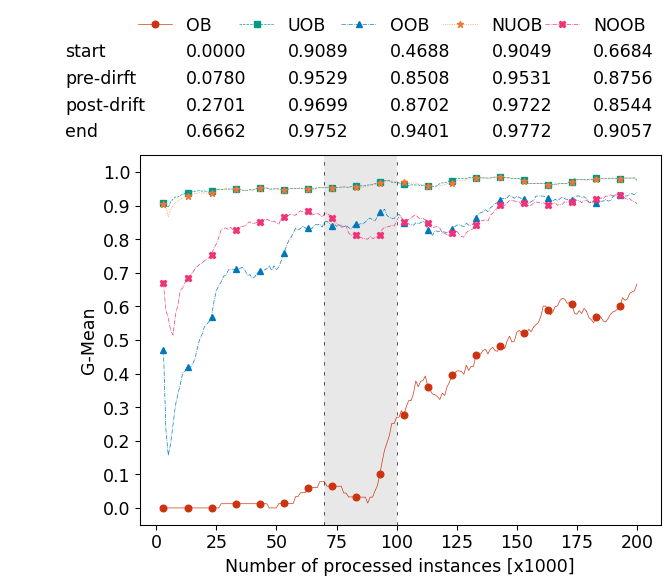 OB UOB OOB NUOB NOOB
start 0.0000 0.9089 0.4688 0.9049 0.6684
pre-dirft 0.0780 0.9529 0.8508 0.9531 0.8756
post-drift 0.2701 0.9699 0.8702 0.9722 0.8544
end 0.6662 0.9752 0.9401 0.9772 0.9057
1.0
0.9
0.8
0.7
0.6
0.5
0.4
0.3
0.2
0.1
0.0
G-Mean
0 25 50 75 100 125 150 175 200
Number of processed instances [x1000]